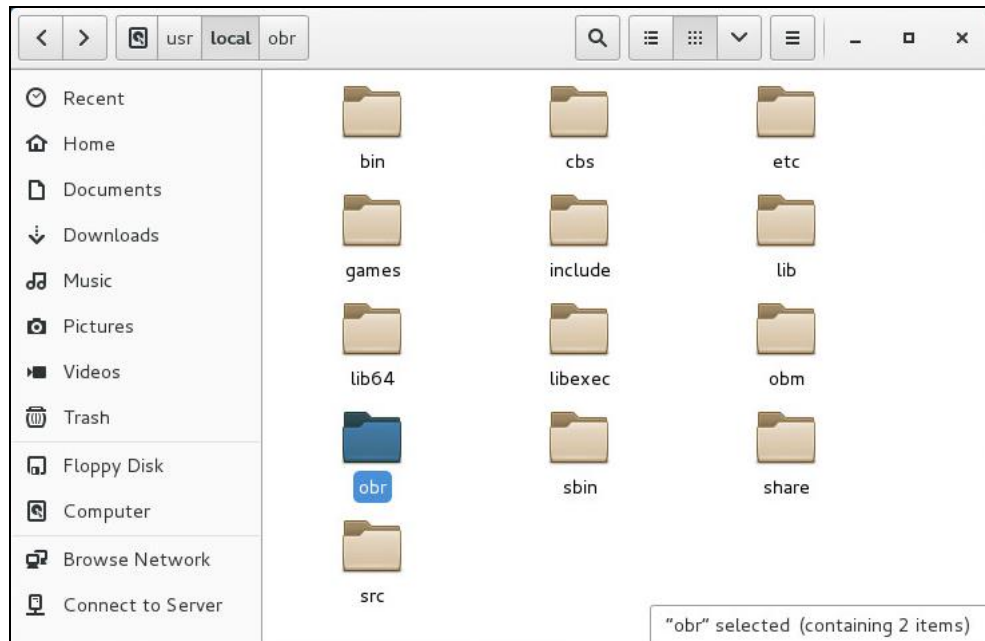 usr local obr
Recent
Home
Documents
Downloads
Music
Pictures
Videos
Trash
Floppy Disk
Computer
Browse Network
Connect to Server
bin cbs etc
games include lib
lib64 libexec obm
obr sbin share
src
"obr" selected (containing 2 items)